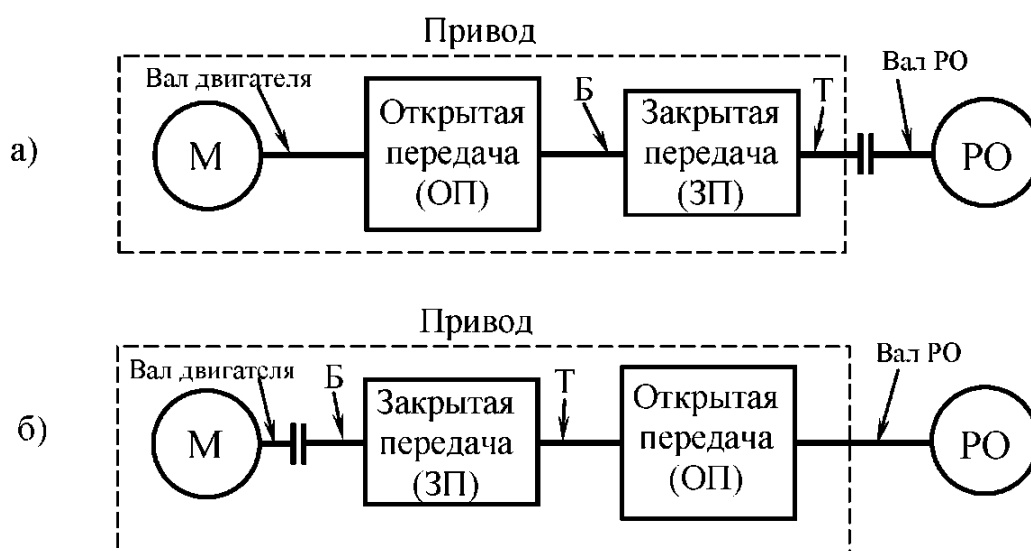 Привод
Вал двигателя
Б
Т
Вал РО
а)
М
Открытая
передача
(ОП)
Закрытая
передача
(ЗП)
РО
Привод
Вал двигателя
Б
Т
Вал РО
б)
М
Закрытая
передача
(ЗП)
Открытая
передача
(ОП)
РО